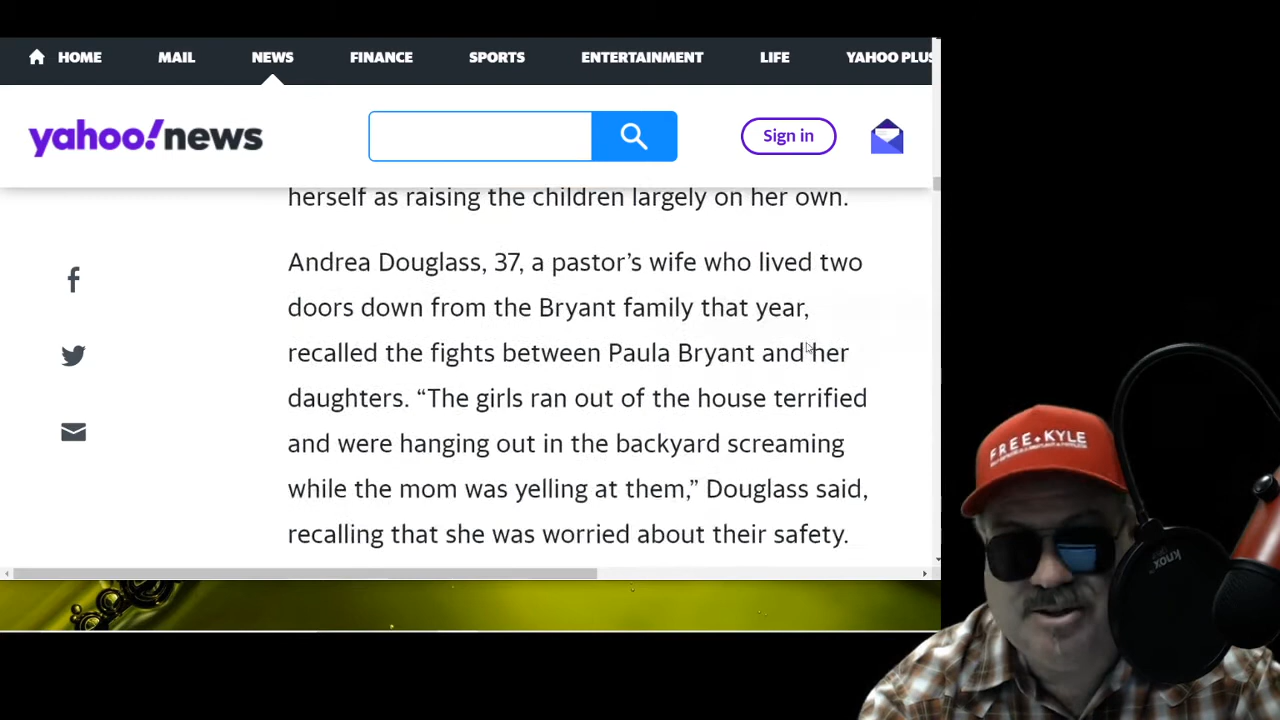 HOME MAIL NEWS FINANCE SPORTS ENTERTAINMENT LIFE YAHOO PLUS
yahoo!news
Sign in
herself as raising the children largely on her own.
Andrea Douglass, 37, a pastor’s wife who lived two
doors down from the Bryant family that year,
recalled the fights between Paula Bryant and her
daughters. “The girls ran out of the house terrified
and were hanging out in the backyard screaming
while the mom was yelling at them,” Douglass said,
recalling that she was worried about their safety.
FREE KYLE
knox